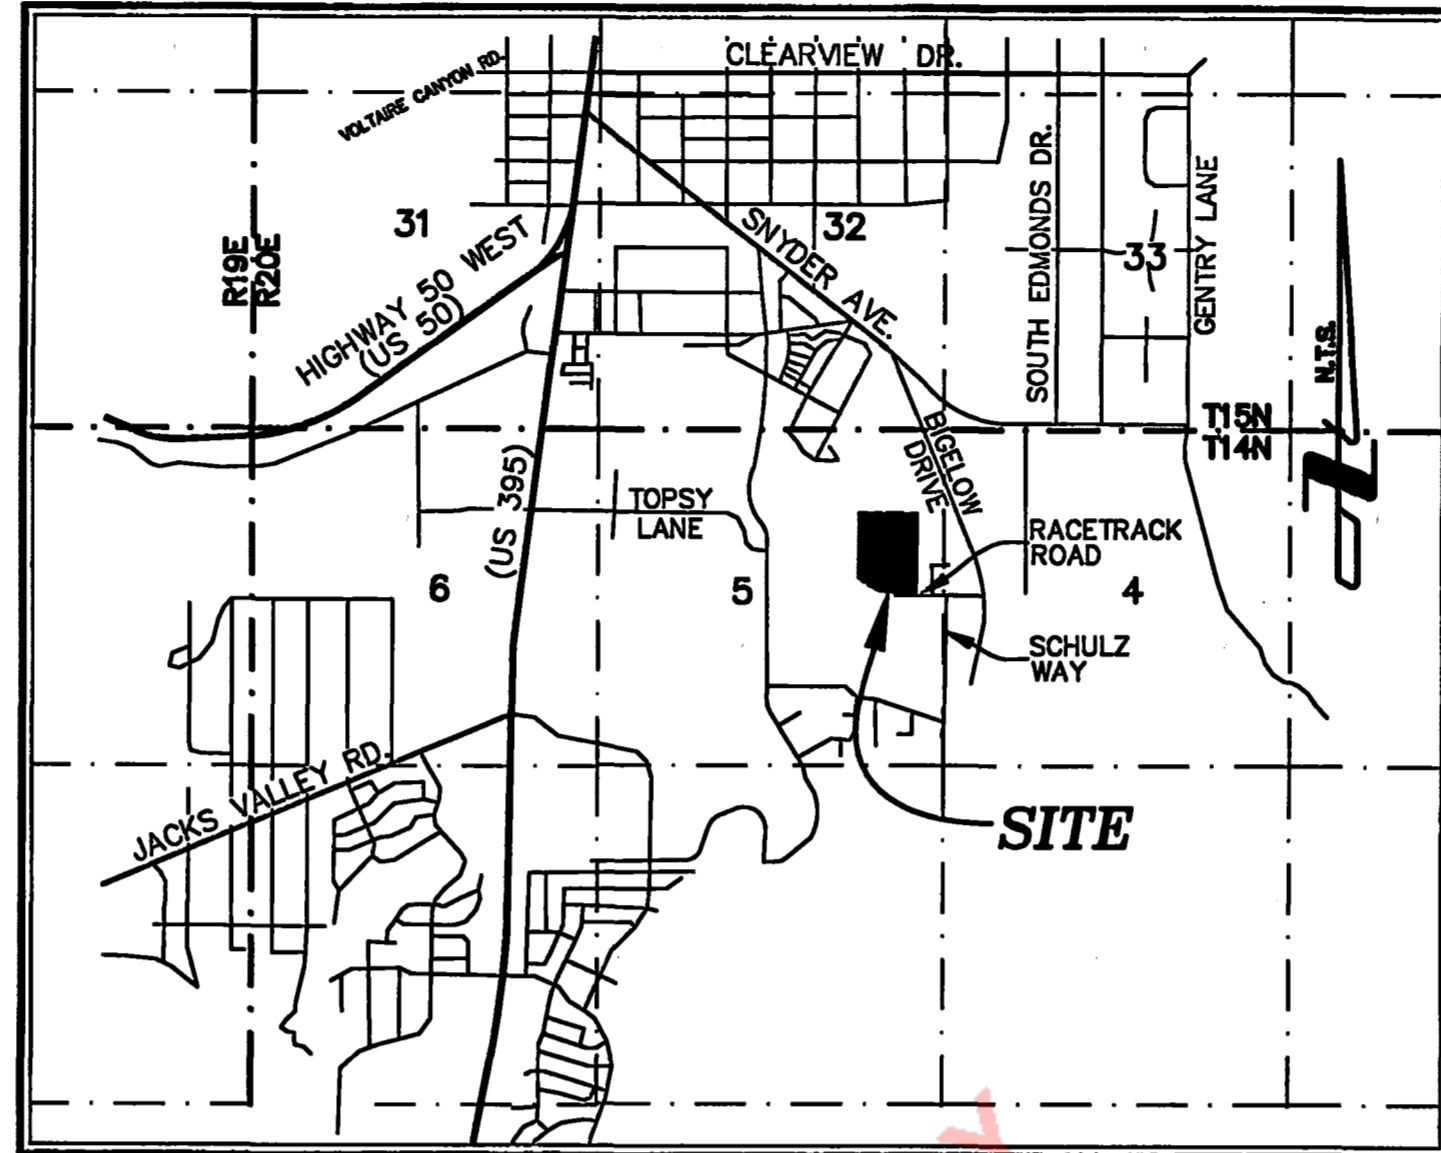 CLEARVIEW DR.
VOLTAIRE CANYON RD.
31
32
33
SNYDER AVE.
SOUTH EDMONDS DR.
GENTRY LANE
R19E
R20E
HIGHWAY 50 WEST
(US 50)
N.T.S.
T15N
T14N
BIGELOW
DRIVE
(US 395)
TOPSY
LANE
RACETRACK
ROAD
6
5
4
SCHULZ
WAY
JACKS VALLEY RD.
SITE